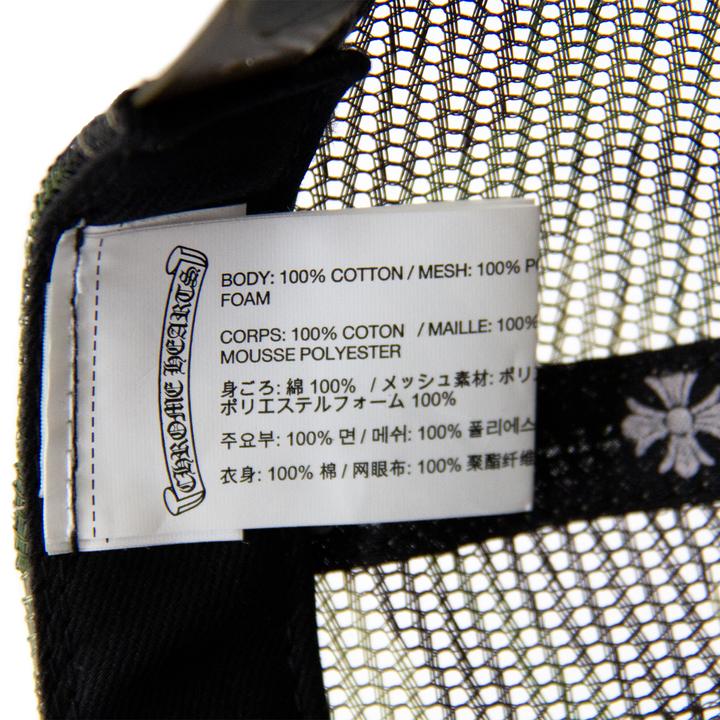 CHROME HEARTS
BODY: 100% COTTON / MESH: 100%
FOAM
CORPS: 100% COTON / MAILLE: 100%
MOUSSE POLYESTER
身ごろ: 綿 100% / メッシュ素材: ポリ
ポリエステルフォーム 100%
주요부: 100% 면 / 메쉬: 100% 폴리에스
衣身: 100% 棉 / 网眼布: 100% 聚酯纤维